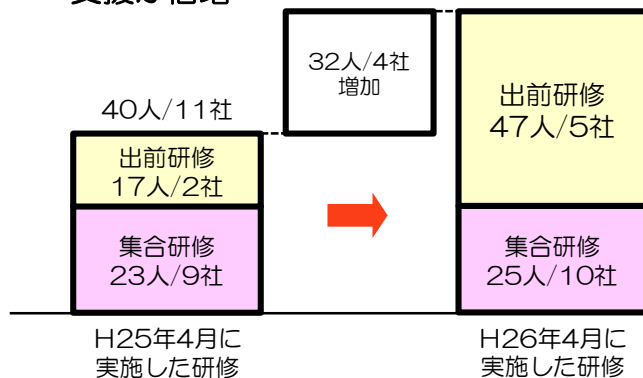 40人/11社
出前研修
17人/2社
集合研修
23人/9社
H25年4月に
実施した研修
32人/4社
増加
出前研修
47人/5社
集合研修
25人/10社
H26年4月に
実施した研修